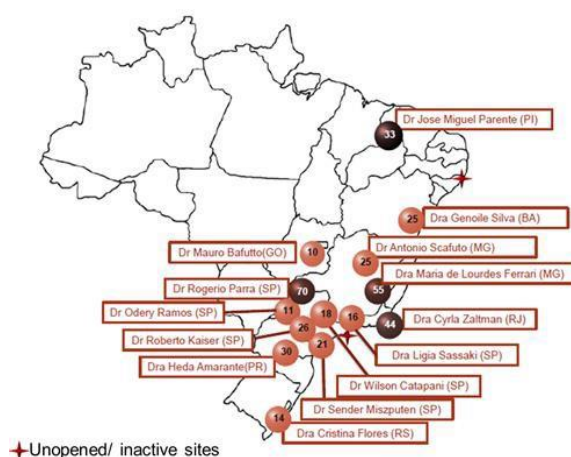 Dr Jose Miguel Parente (PI)
33
Dra Genoile Silva (BA)
25
Dr Mauro Bafutto(GO)
10
Dr Antonio Scafuto (MG)
25
Dra Maria de Lourdes Ferrari (MG)
55
Dr Rogerio Parra (SP)
70
Dr Odery Ramos (SP)
11
18
16
44
Dra Cyrla Zaltman (RJ)
Dr Roberto Kaiser (SP)
26
21
Dra Ligia Sassaki (SP)
Dra Heda Amarante(PR)
30
Dr Wilson Catapani (SP)
Dr Sender Miszputen (SP)
14
Dra Cristina Flores (RS)
Unopened/ inactive sites